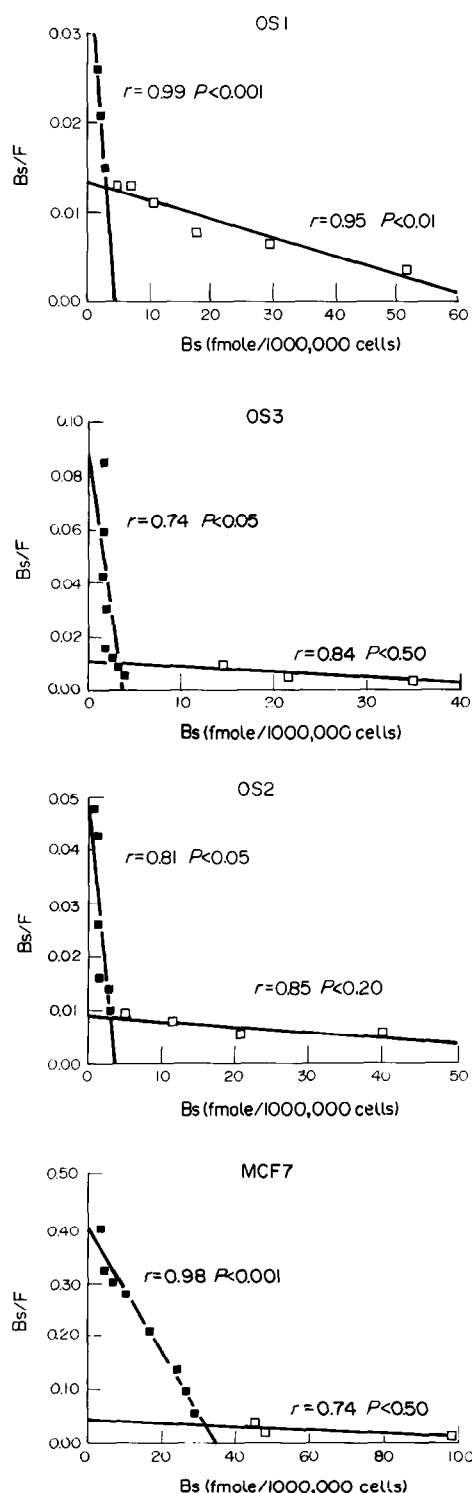 OS1
0.03
r=0.99 P<0.001
0.02
Bs/F
0.01
r=0.95 P<0.01
0.00
0 10 20 30 40 50 60
Bs (fmole/1000,000 cells)
OS3
0.10
0.08
r=0.74 P<0.05
0.06
Bs/F
0.04
0.02
r=0.84 P<0.50
0.00
0 10 20 30 40
Bs (fmole/1000,000 cells)
OS2
0.05
0.04
r=0.81 P<0.05
0.03
Bs/F
0.02
r=0.85 P<0.20
0.01
0.00
0 10 20 30 40 50
Bs (fmole/1000,000 cells)
MCF7
0.50
0.40
r=0.98 P<0.001
0.30
Bs/F
0.20
0.10
r=0.74 P<0.50
0.00
0 20 40 60 80 100
Bs (fmole/1000.000 cells)